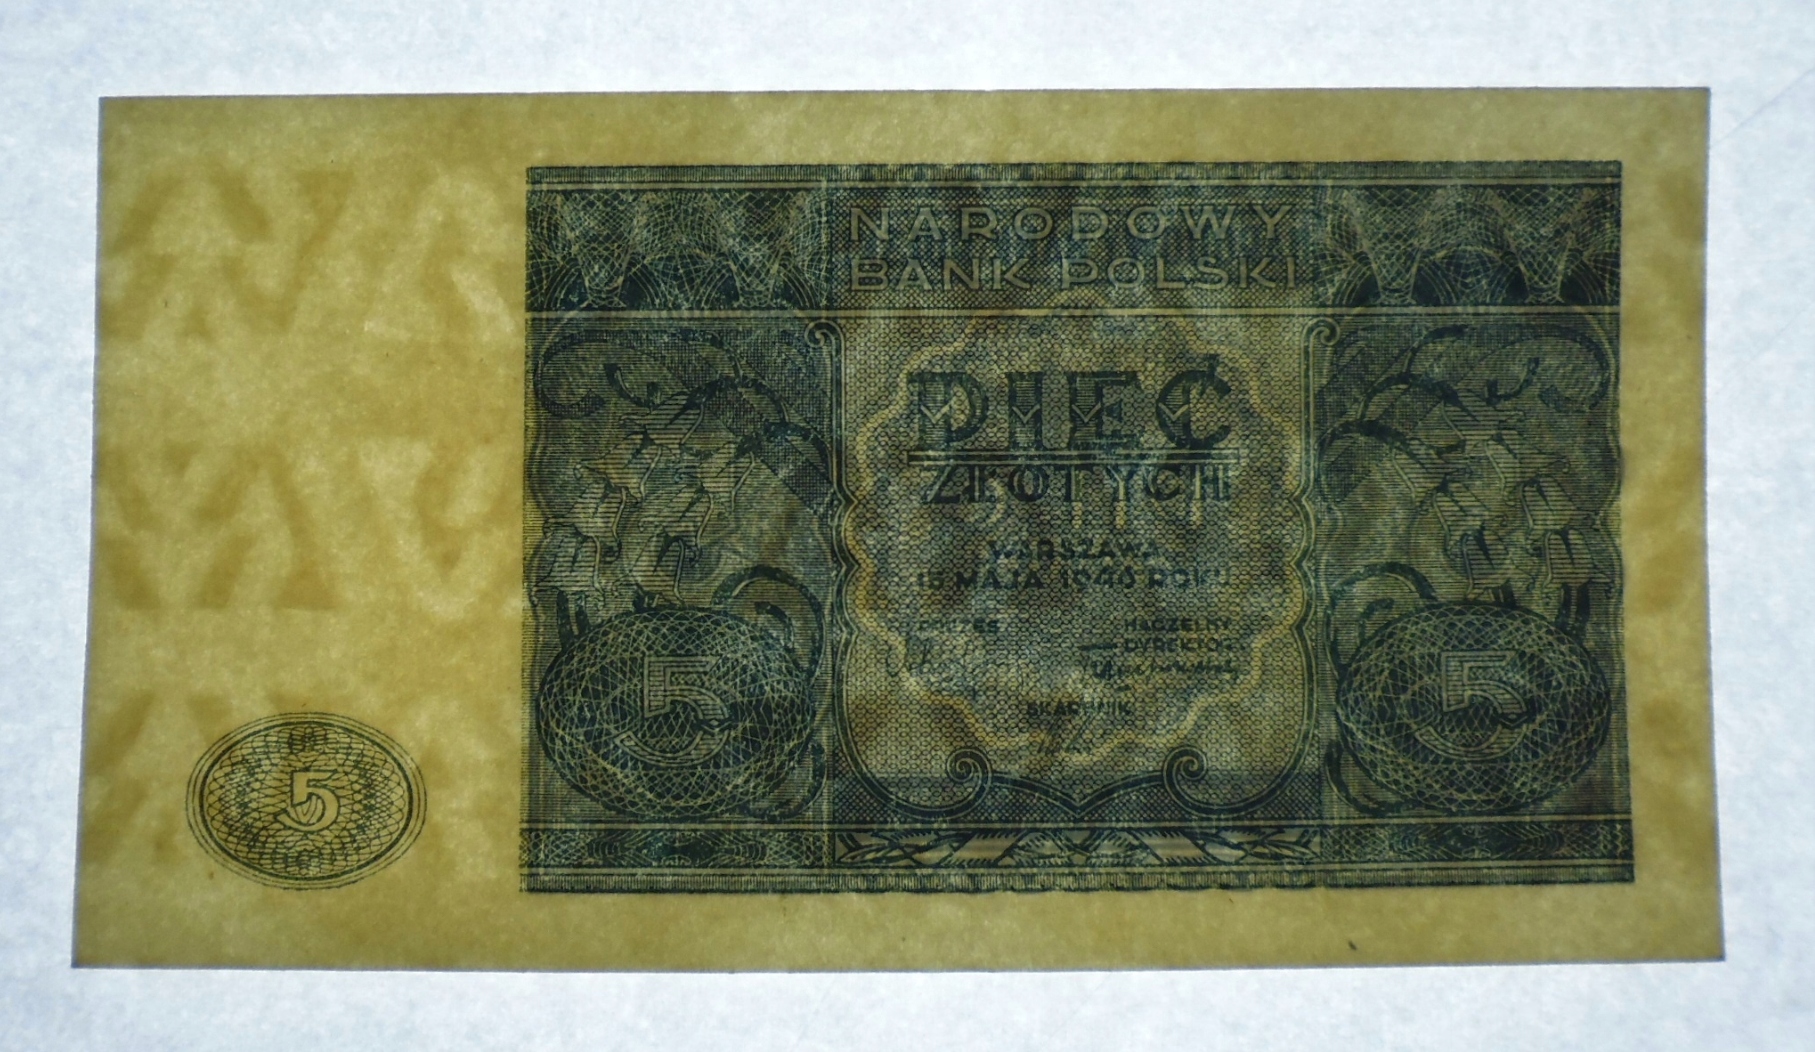 NARODOWY
BANK POLSKI
PIĘĆ
ZŁOTYCH
WARSZAWA
15 MAJA 1946 ROKU
PREZES
NACZELNY
DYREKTOR
SKARBNIK
5
5
5